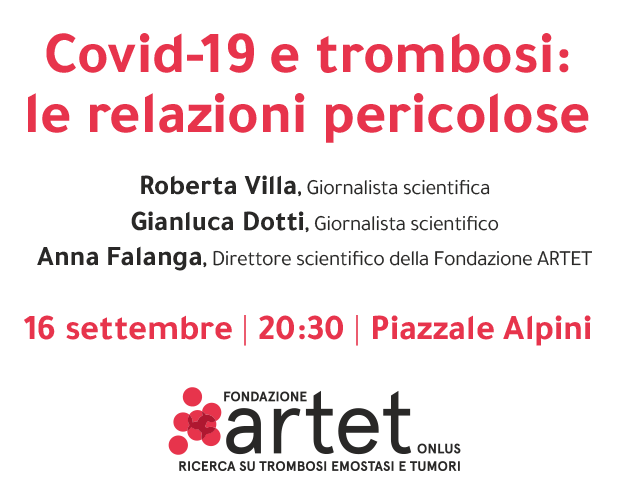 Covid-19 e trombosi:
le relazioni pericolose
Roberta Villa, Giornalista scientifica
Gianluca Dotti, Giornalista scientifico
Anna Falanga, Direttore scientifico della Fondazione ARTET
16 settembre | 20:30 | Piazzale Alpini
FONDAZIONE
artet
ONLUS
RICERCA SU TROMBOSI EMOSTASI E TUMORI